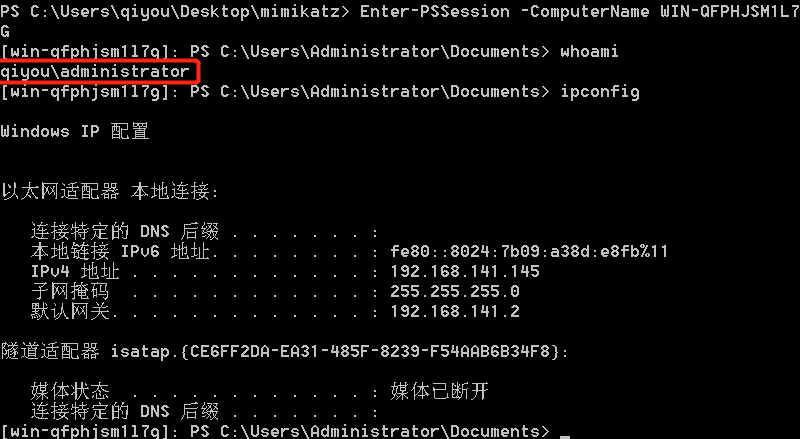 PS C:\Users\qiyou\Desktop\mimikatz> Enter-PSSession -ComputerName WIN-QFPHJSM1L7
G
[win-qfphjsm1l7g]: PS C:\Users\Administrator\Documents> whoami
qiyou\administrator
[win-qfphjsm1l7g]: PS C:\Users\Administrator\Documents> ipconfig
Windows IP 配置
以太网适配器 本地连接:
连接特定的 DNS 后缀 . . . . . . . :
本地链接 IPv6 地址. . . . . . . . : fe80::8024:7b09:a38d:e8fb%11
IPv4 地址 . . . . . . . . . . . . : 192.168.141.145
子网掩码 . . . . . . . . . . . . : 255.255.255.0
默认网关. . . . . . . . . . . . . : 192.168.141.2
隧道适配器 isatap.{CE6FF2DA-EA31-485F-8239-F54AAB6B34F8}:
媒体状态 . . . . . . . . . . . . : 媒体已断开
连接特定的 DNS 后缀 . . . . . . . :
[win-qfphjsm1l7g]: PS C:\Users\Administrator\Documents> _